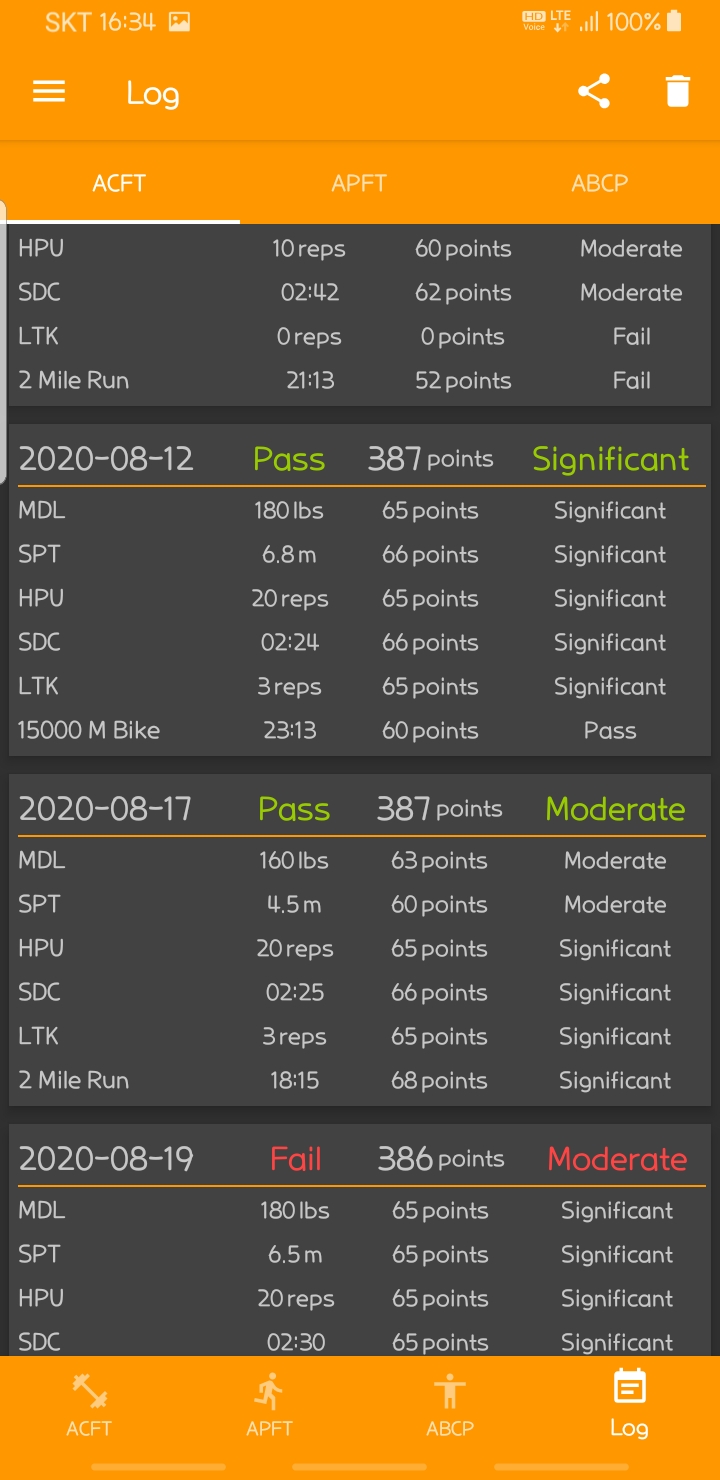 SKT 16:34 HD Voice LTE 100%
Log
ACFT APFT ABCP
HPU 10 reps 60 points Moderate
SDC 02:42 62 points Moderate
LTK 0 reps 0 points Fail
2 Mile Run 21:13 52 points Fail
2020-08-12 Pass 387 points Significant
MDL 180 lbs 65 points Significant
SPT 6.8 m 66 points Significant
HPU 20 reps 65 points Significant
SDC 02:24 66 points Significant
LTK 3 reps 65 points Significant
15000 M Bike 23:13 60 points Pass
2020-08-17 Pass 387 points Moderate
MDL 160 lbs 63 points Moderate
SPT 4.5 m 60 points Moderate
HPU 20 reps 65 points Significant
SDC 02:25 66 points Significant
LTK 3 reps 65 points Significant
2 Mile Run 18:15 68 points Significant
2020-08-19 Fail 386 points Moderate
MDL 180 lbs 65 points Significant
SPT 6.5 m 65 points Significant
HPU 20 reps 65 points Significant
SDC 02:30 65 points Significant
ACFT APFT ABCP Log